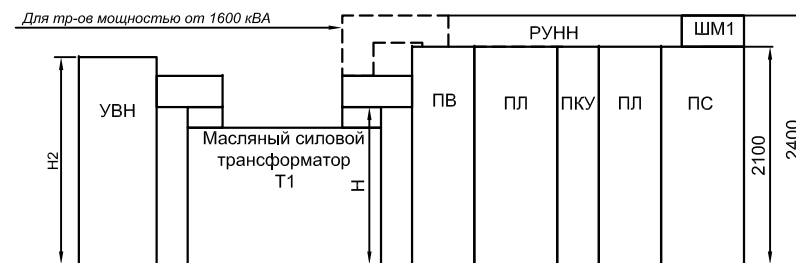 Для тр-ов мощностью от 1600 кВА
РУНН
ШМ1
УВН
ПВ
ПЛ
ПКУ
ПЛ
ПС
Масляный силовой
трансформатор
Т1
Н2
Н
2100
2400